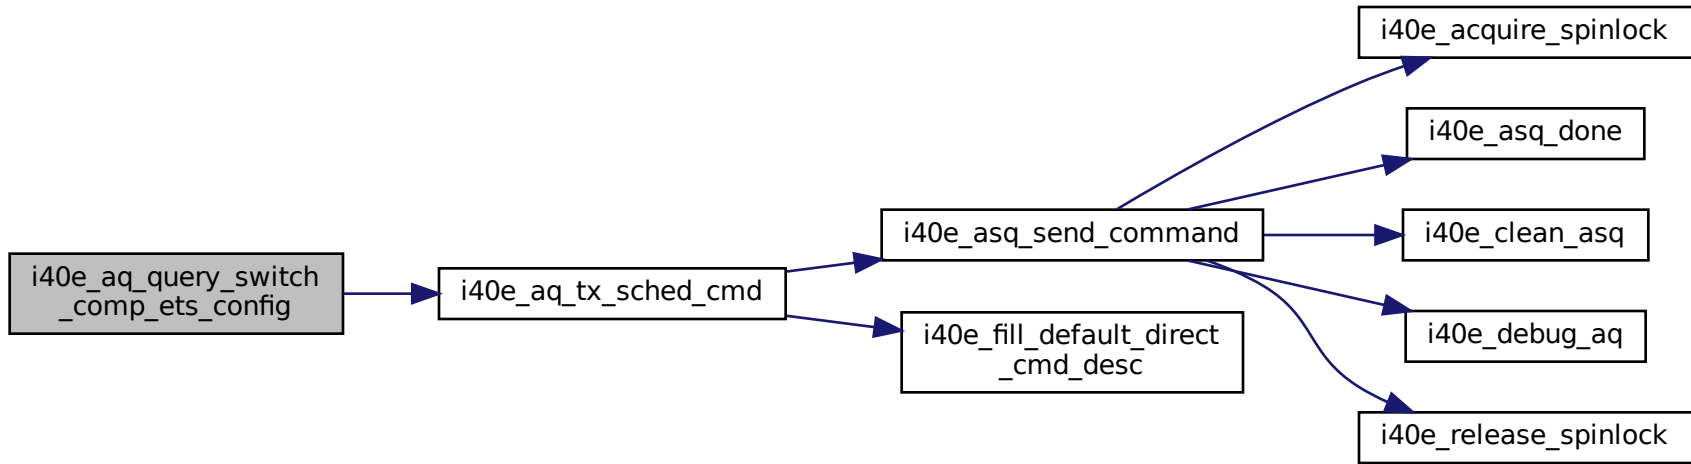 i40e_aq_query_switch
_comp_ets_config
i40e_aq_tx_sched_cmd
i40e_asq_send_command
i40e_fill_default_direct
_cmd_desc
i40e_acquire_spinlock
i40e_asq_done
i40e_clean_asq
i40e_debug_aq
i40e_release_spinlock